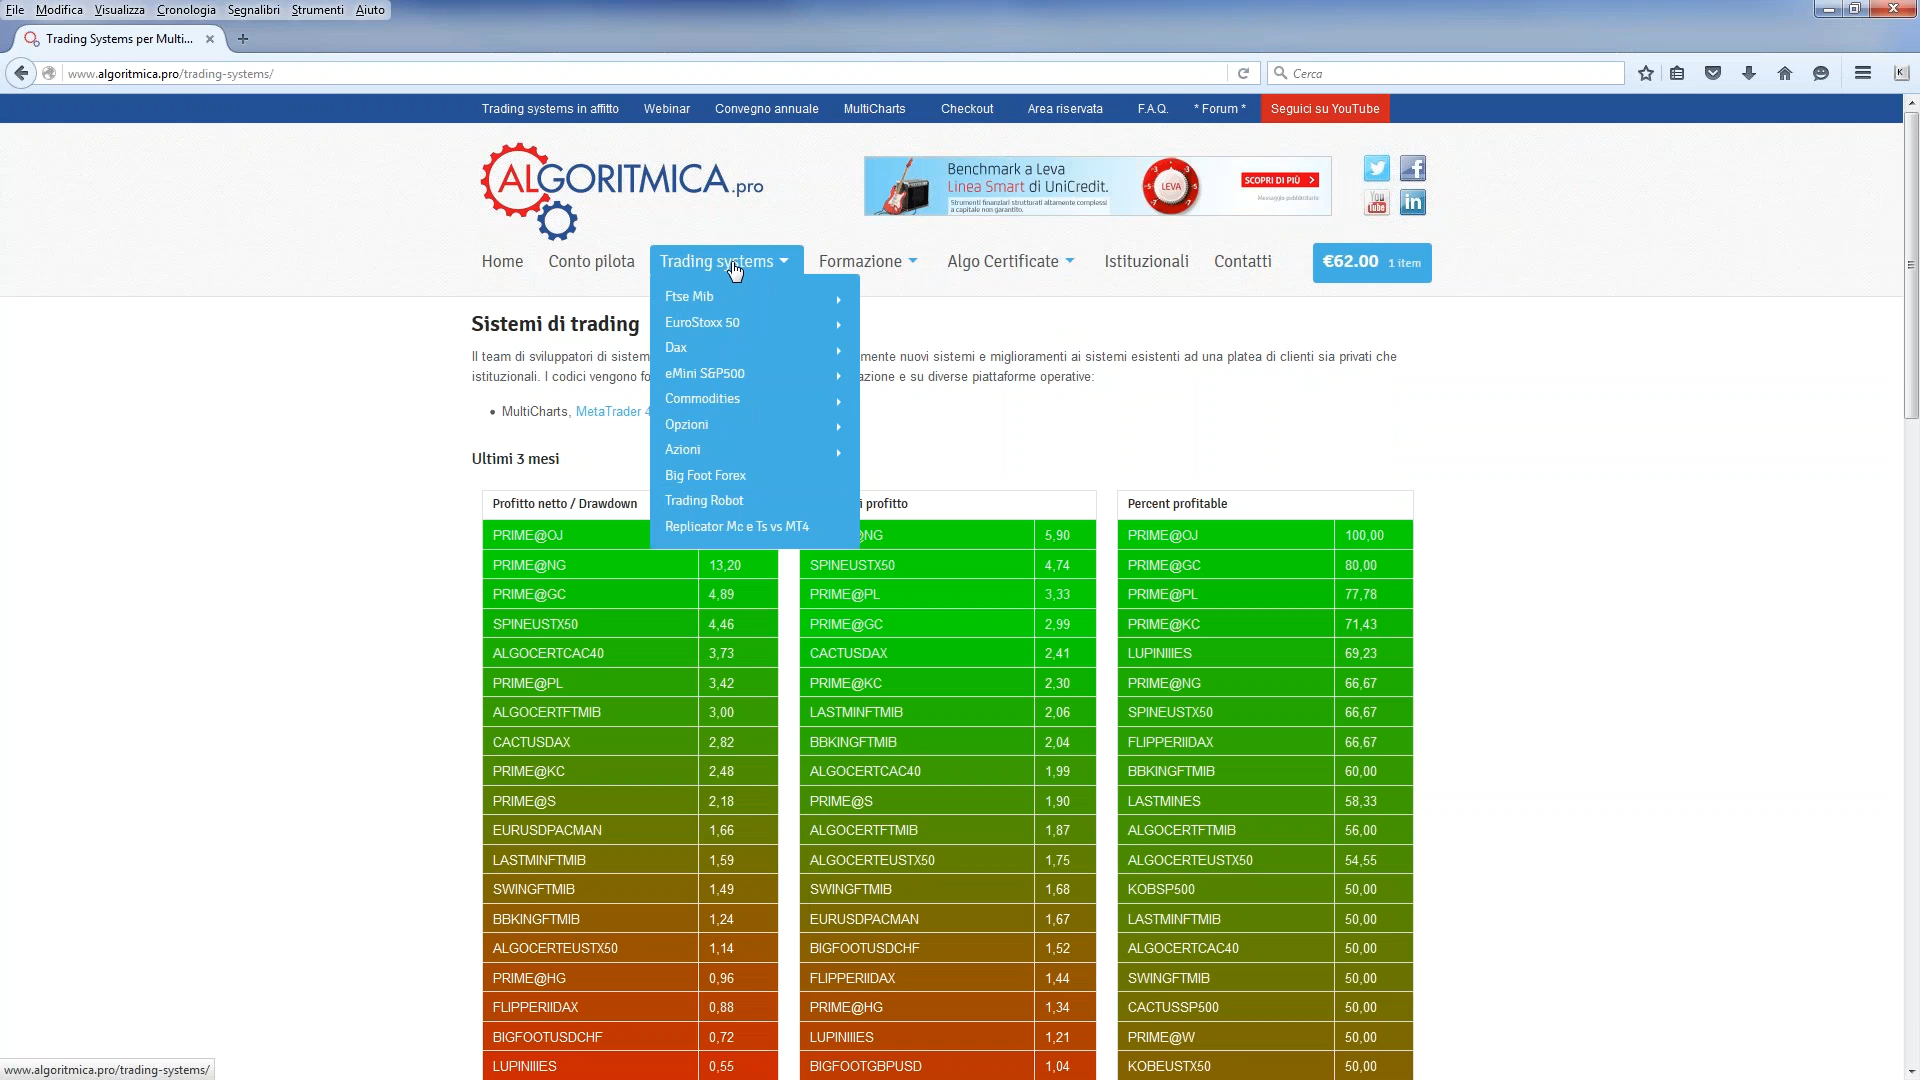 File Modifica Visualizza Cronologia Segnalibri Strumenti Aiuto
Trading Systems per Multi...
www.algoritmica.pro/trading-systems/
Cerca
Trading systems in affitto Webinar Convegno annuale MultiCharts Checkout Area riservata F.A.Q. * Forum * Seguici su YouTube
ALGORITMICA.pro
Benchmark a Leva
Linea Smart di UniCredit.
Strumenti finanziari strutturati altamente complessi
a capitale non garantito.
LEVA
SCOPRI DI PIÙ
Messaggio pubblicitario
You Tube
Home Conto pilota Trading systems Formazione Algo Certificate Istituzionali Contatti €62.00 1 item
Ftse Mib
EuroStoxx 50
Dax
eMini S&P500
Commodities
Opzioni
Azioni
Big Foot Forex
Trading Robot
Replicator Mc e Ts vs MT4
Sistemi di trading
Il team di sviluppatori di sistem mente nuovi sistemi e miglioramenti ai sistemi esistenti ad una platea di clienti sia privati che
istituzionali. I codici vengono fo azione e su diverse piattaforme operative:
MultiCharts, MetaTrader 4
Ultimi 3 mesi
Profitto netto / Drawdown
PRIME@OJ
PRIME@NG 13,20
PRIME@GC 4,89
SPINEUSTX50 4,46
ALGOCERTCAC40 3,73
PRIME@PL 3,42
ALGOCERTFTMIB 3,00
CACTUSDAX 2,82
PRIME@KC 2,48
PRIME@S 2,18
EURUSDPACMAN 1,66
LASTMINFTMIB 1,59
SWINGFTMIB 1,49
BBKINGFTMIB 1,24
ALGOCERTEUSTX50 1,14
PRIME@HG 0,96
FLIPPERIIDAX 0,88
BIGFOOTUSDCHF 0,72
LUPINIIIES 0,55
i profitto
@NG 5,90
SPINEUSTX50 4,74
PRIME@PL 3,33
PRIME@GC 2,99
CACTUSDAX 2,41
PRIME@KC 2,30
LASTMINFTMIB 2,06
BBKINGFTMIB 2,04
ALGOCERTCAC40 1,99
PRIME@S 1,90
ALGOCERTFTMIB 1,87
ALGOCERTEUSTX50 1,75
SWINGFTMIB 1,68
EURUSDPACMAN 1,67
BIGFOOTUSDCHF 1,52
FLIPPERIIDAX 1,44
PRIME@HG 1,34
LUPINIIIES 1,21
BIGFOOTGBPUSD 1,04
Percent profitable
PRIME@OJ 100,00
PRIME@GC 80,00
PRIME@PL 77,78
PRIME@KC 71,43
LUPINIIIES 69,23
PRIME@NG 66,67
SPINEUSTX50 66,67
FLIPPERIIDAX 66,67
BBKINGFTMIB 60,00
LASTMINES 58,33
ALGOCERTFTMIB 56,00
ALGOCERTEUSTX50 54,55
KOBSP500 50,00
LASTMINFTMIB 50,00
ALGOCERTCAC40 50,00
SWINGFTMIB 50,00
CACTUSSP500 50,00
PRIME@W 50,00
KOBEUSTX50 50,00
www.algoritmica.pro/trading-systems/